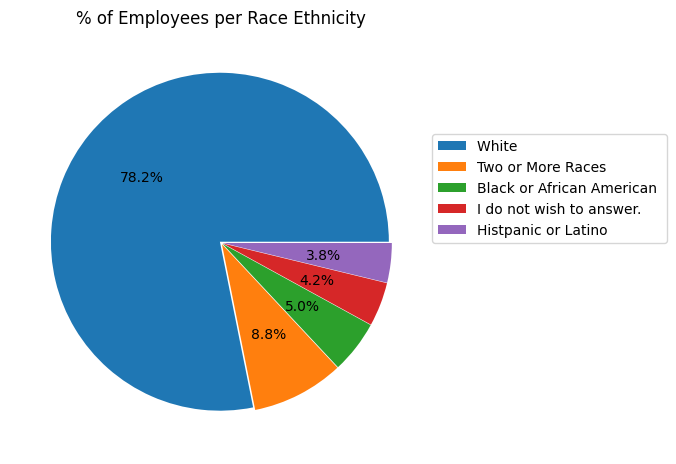 % of Employees per Race Ethnicity
78.2%
8.8%
5.0%
4.2%
3.8%
White
Two or More Races
Black or African American
I do not wish to answer.
Histpanic or Latino